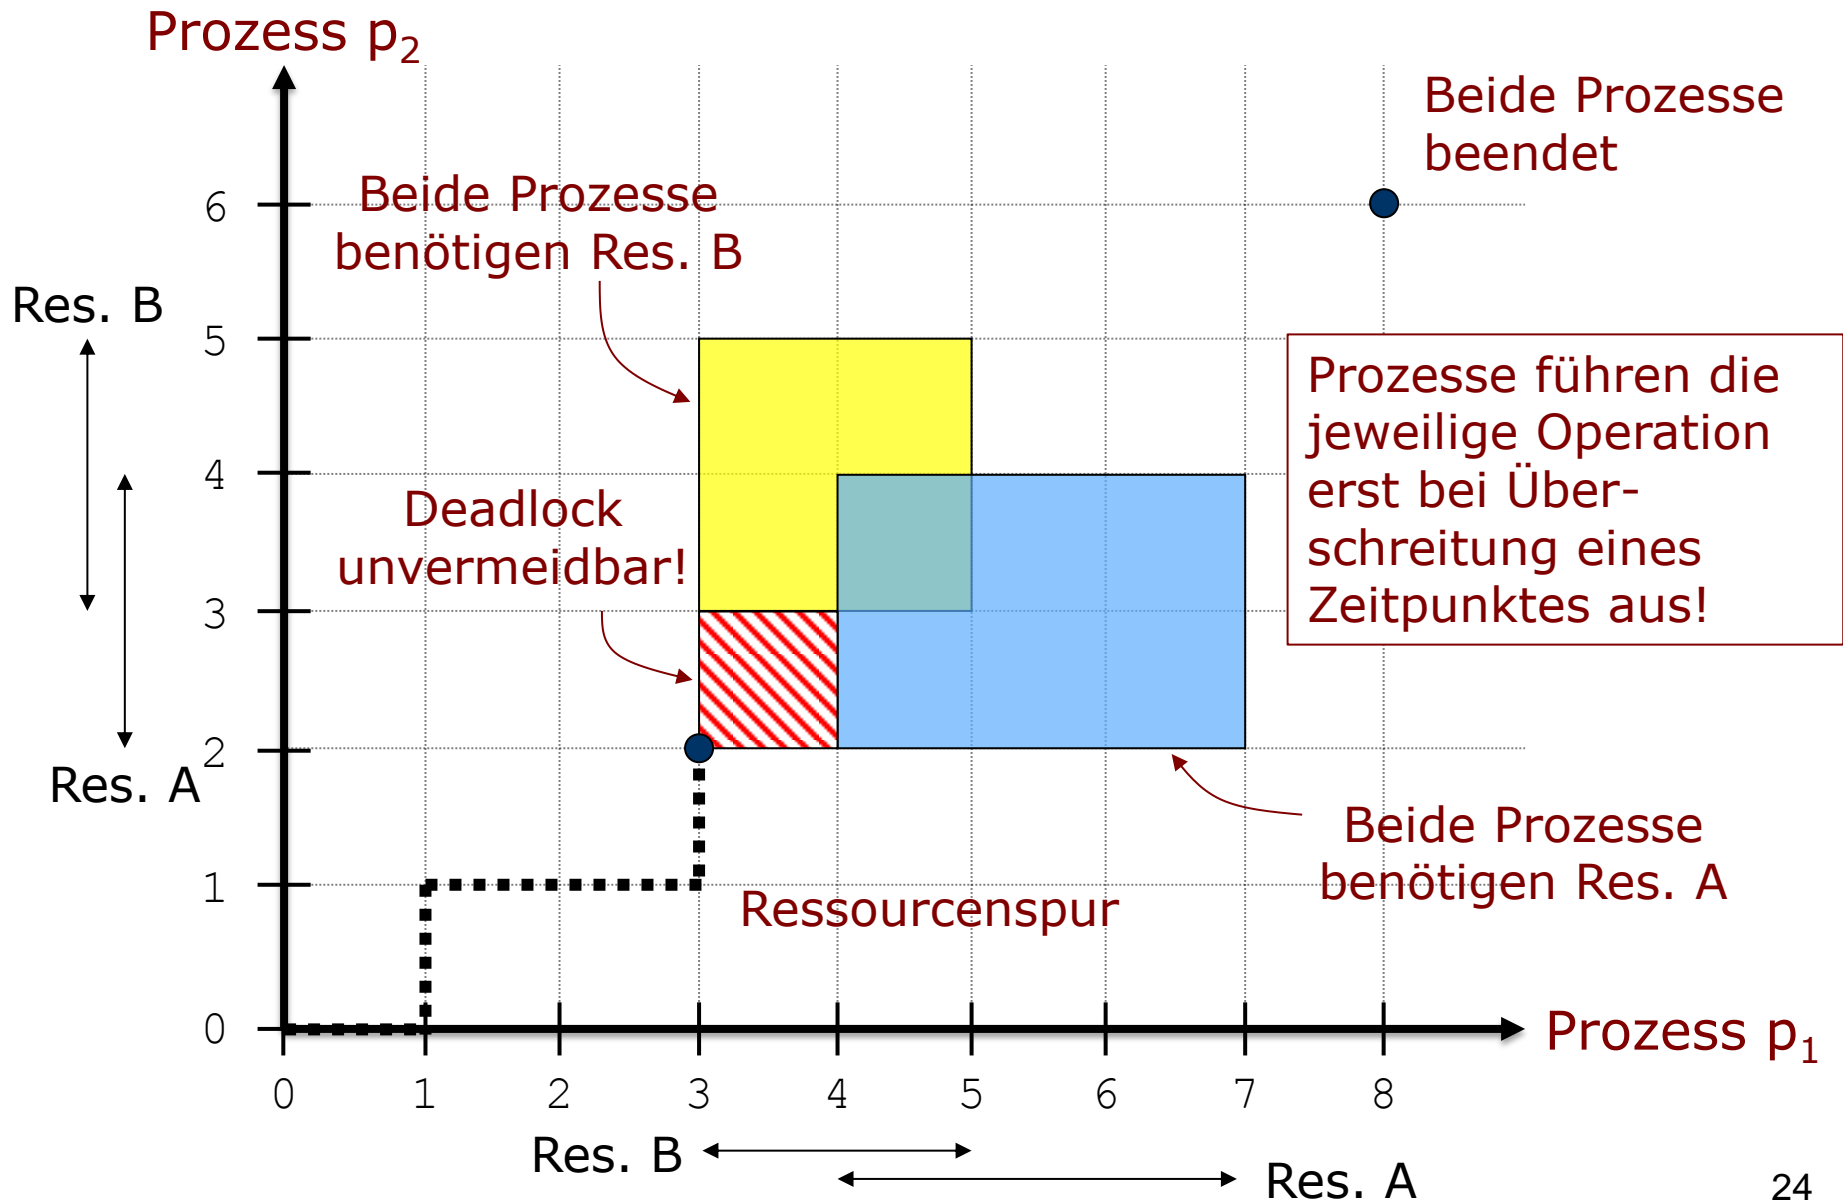 Prozess p2
Beide Prozesse
beendet
Beide Prozesse
benötigen Res. B
6
Res. B
5
Prozesse führen die
jeweilige Operation
erst bei Über-
schreitung eines
Zeitpunktes aus!
4
Deadlock
unvermeidbar!
3
2
Res. A
Beide Prozesse
benötigen Res. A
1
Ressourcenspur
0
Prozess p1
0 1 2 3 4 5 6 7 8
Res. B
Res. A
24